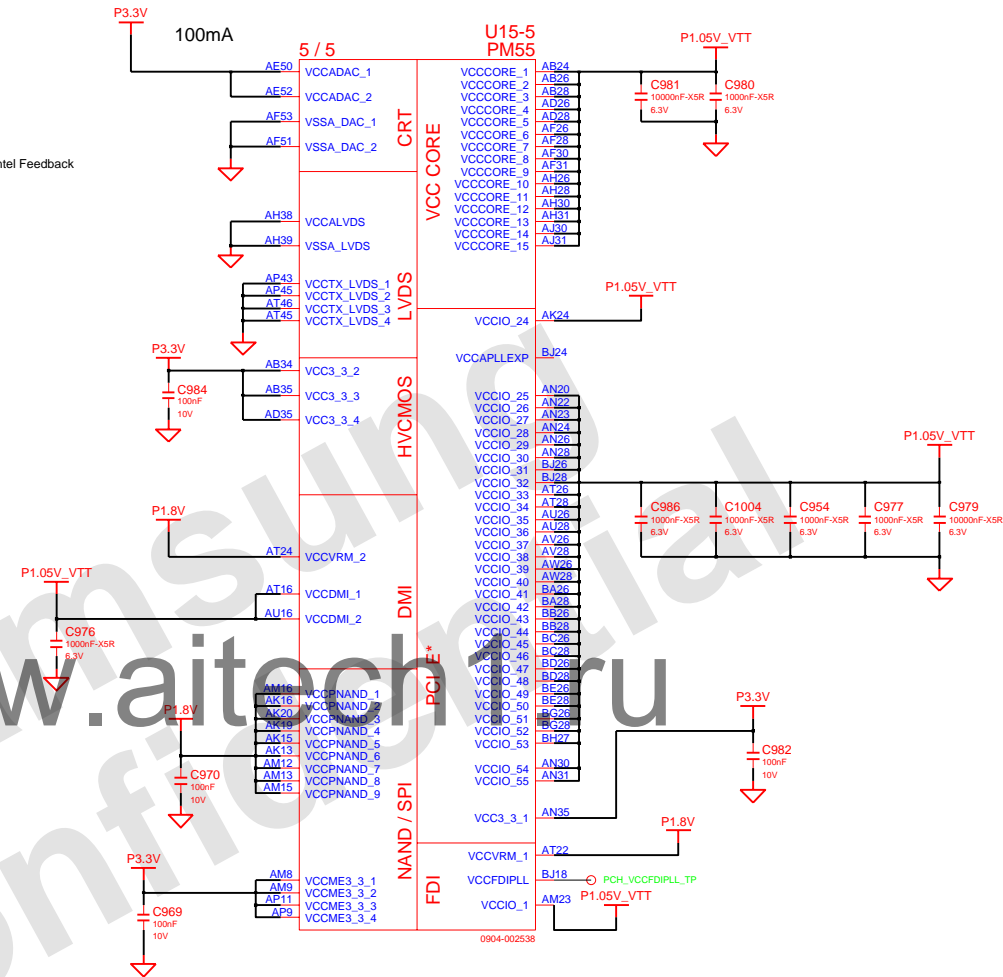 P3.3V
100mA
U15-5
PM55
P1.05V_VTT
5 / 5
AE50 VCCADAC_1
AE52 VCCADAC_2
AF53 VSSA_DAC_1
AF51 VSSA_DAC_2
CRT
ntel Feedback
AH38 VCCALVDS
AH39 VSSA_LVDS
AP43 VCCTX_LVDS_1
AP45 VCCTX_LVDS_2
AT46 VCCTX_LVDS_3
AT45 VCCTX_LVDS_4
LVDS
P3.3V
AB34 VCC3_3_2
AB35 VCC3_3_3
AD35 VCC3_3_4
C984
100nF
10V
HVCMOS
P1.8V
AT24 VCCVRM_2
P1.05V_VTT
AT16 VCCDMI_1
AU16 VCCDMI_2
C976
1000nF-X5R
6.3V
DMI
P1.8V
AM16 VCCPNAND_1
AK16 VCCPNAND_2
AK20 VCCPNAND_3
AK19 VCCPNAND_4
AK15 VCCPNAND_5
AK13 VCCPNAND_6
AM12 VCCPNAND_7
AM13 VCCPNAND_8
AM15 VCCPNAND_9
C970
100nF
10V
NAND / SPI
P3.3V
AM8 VCCME3_3_1
AM9 VCCME3_3_2
AP11 VCCME3_3_3
AP9 VCCME3_3_4
C969
100nF
10V
VCC CORE
VCCCORE_1 AB24
VCCCORE_2 AB26
VCCCORE_3 AB28
VCCCORE_4 AD26
VCCCORE_5 AD28
VCCCORE_6 AF26
VCCCORE_7 AF28
VCCCORE_8 AF30
VCCCORE_9 AF31
VCCCORE_10 AH26
VCCCORE_11 AH28
VCCCORE_12 AH30
VCCCORE_13 AH31
VCCCORE_14 AJ30
VCCCORE_15 AJ31
C981
10000nF-X5R
6.3V
C980
1000nF-X5R
6.3V
P1.05V_VTT
VCCIO_24 AK24
VCCAPLLEXP BJ24
VCCIO_25 AN20
VCCIO_26 AN22
VCCIO_27 AN23
VCCIO_28 AN24
VCCIO_29 AN26
VCCIO_30 AN28
VCCIO_31 BJ26
VCCIO_32 BJ28
VCCIO_33 AT26
VCCIO_34 AT28
VCCIO_35 AU26
VCCIO_36 AU28
VCCIO_37 AV26
VCCIO_38 AV28
VCCIO_39 AW26
VCCIO_40 AW28
VCCIO_41 BA26
VCCIO_42 BA28
VCCIO_43 BB26
VCCIO_44 BB28
VCCIO_45 BC26
VCCIO_46 BC28
VCCIO_47 BD26
VCCIO_48 BD28
VCCIO_49 BE26
VCCIO_50 BE28
VCCIO_51 BG26
VCCIO_52 BG28
VCCIO_53 BH27
VCCIO_54 AN30
VCCIO_55 AN31
PCI E*
P1.05V_VTT
C986
1000nF-X5R
6.3V
C1004
1000nF-X5R
6.3V
C954
1000nF-X5R
6.3V
C977
1000nF-X5R
6.3V
C979
10000nF-X5R
6.3V
P3.3V
C982
100nF
10V
VCC3_3_1 AN35
P1.8V
VCCVRM_1 AT22
VCCFDIPLL BJ18 PCH_VCCFDIPLL_TP
P1.05V_VTT
VCCIO_1 AM23
FDI
0904-002538
msung
Confidential
w.aitech1.ru